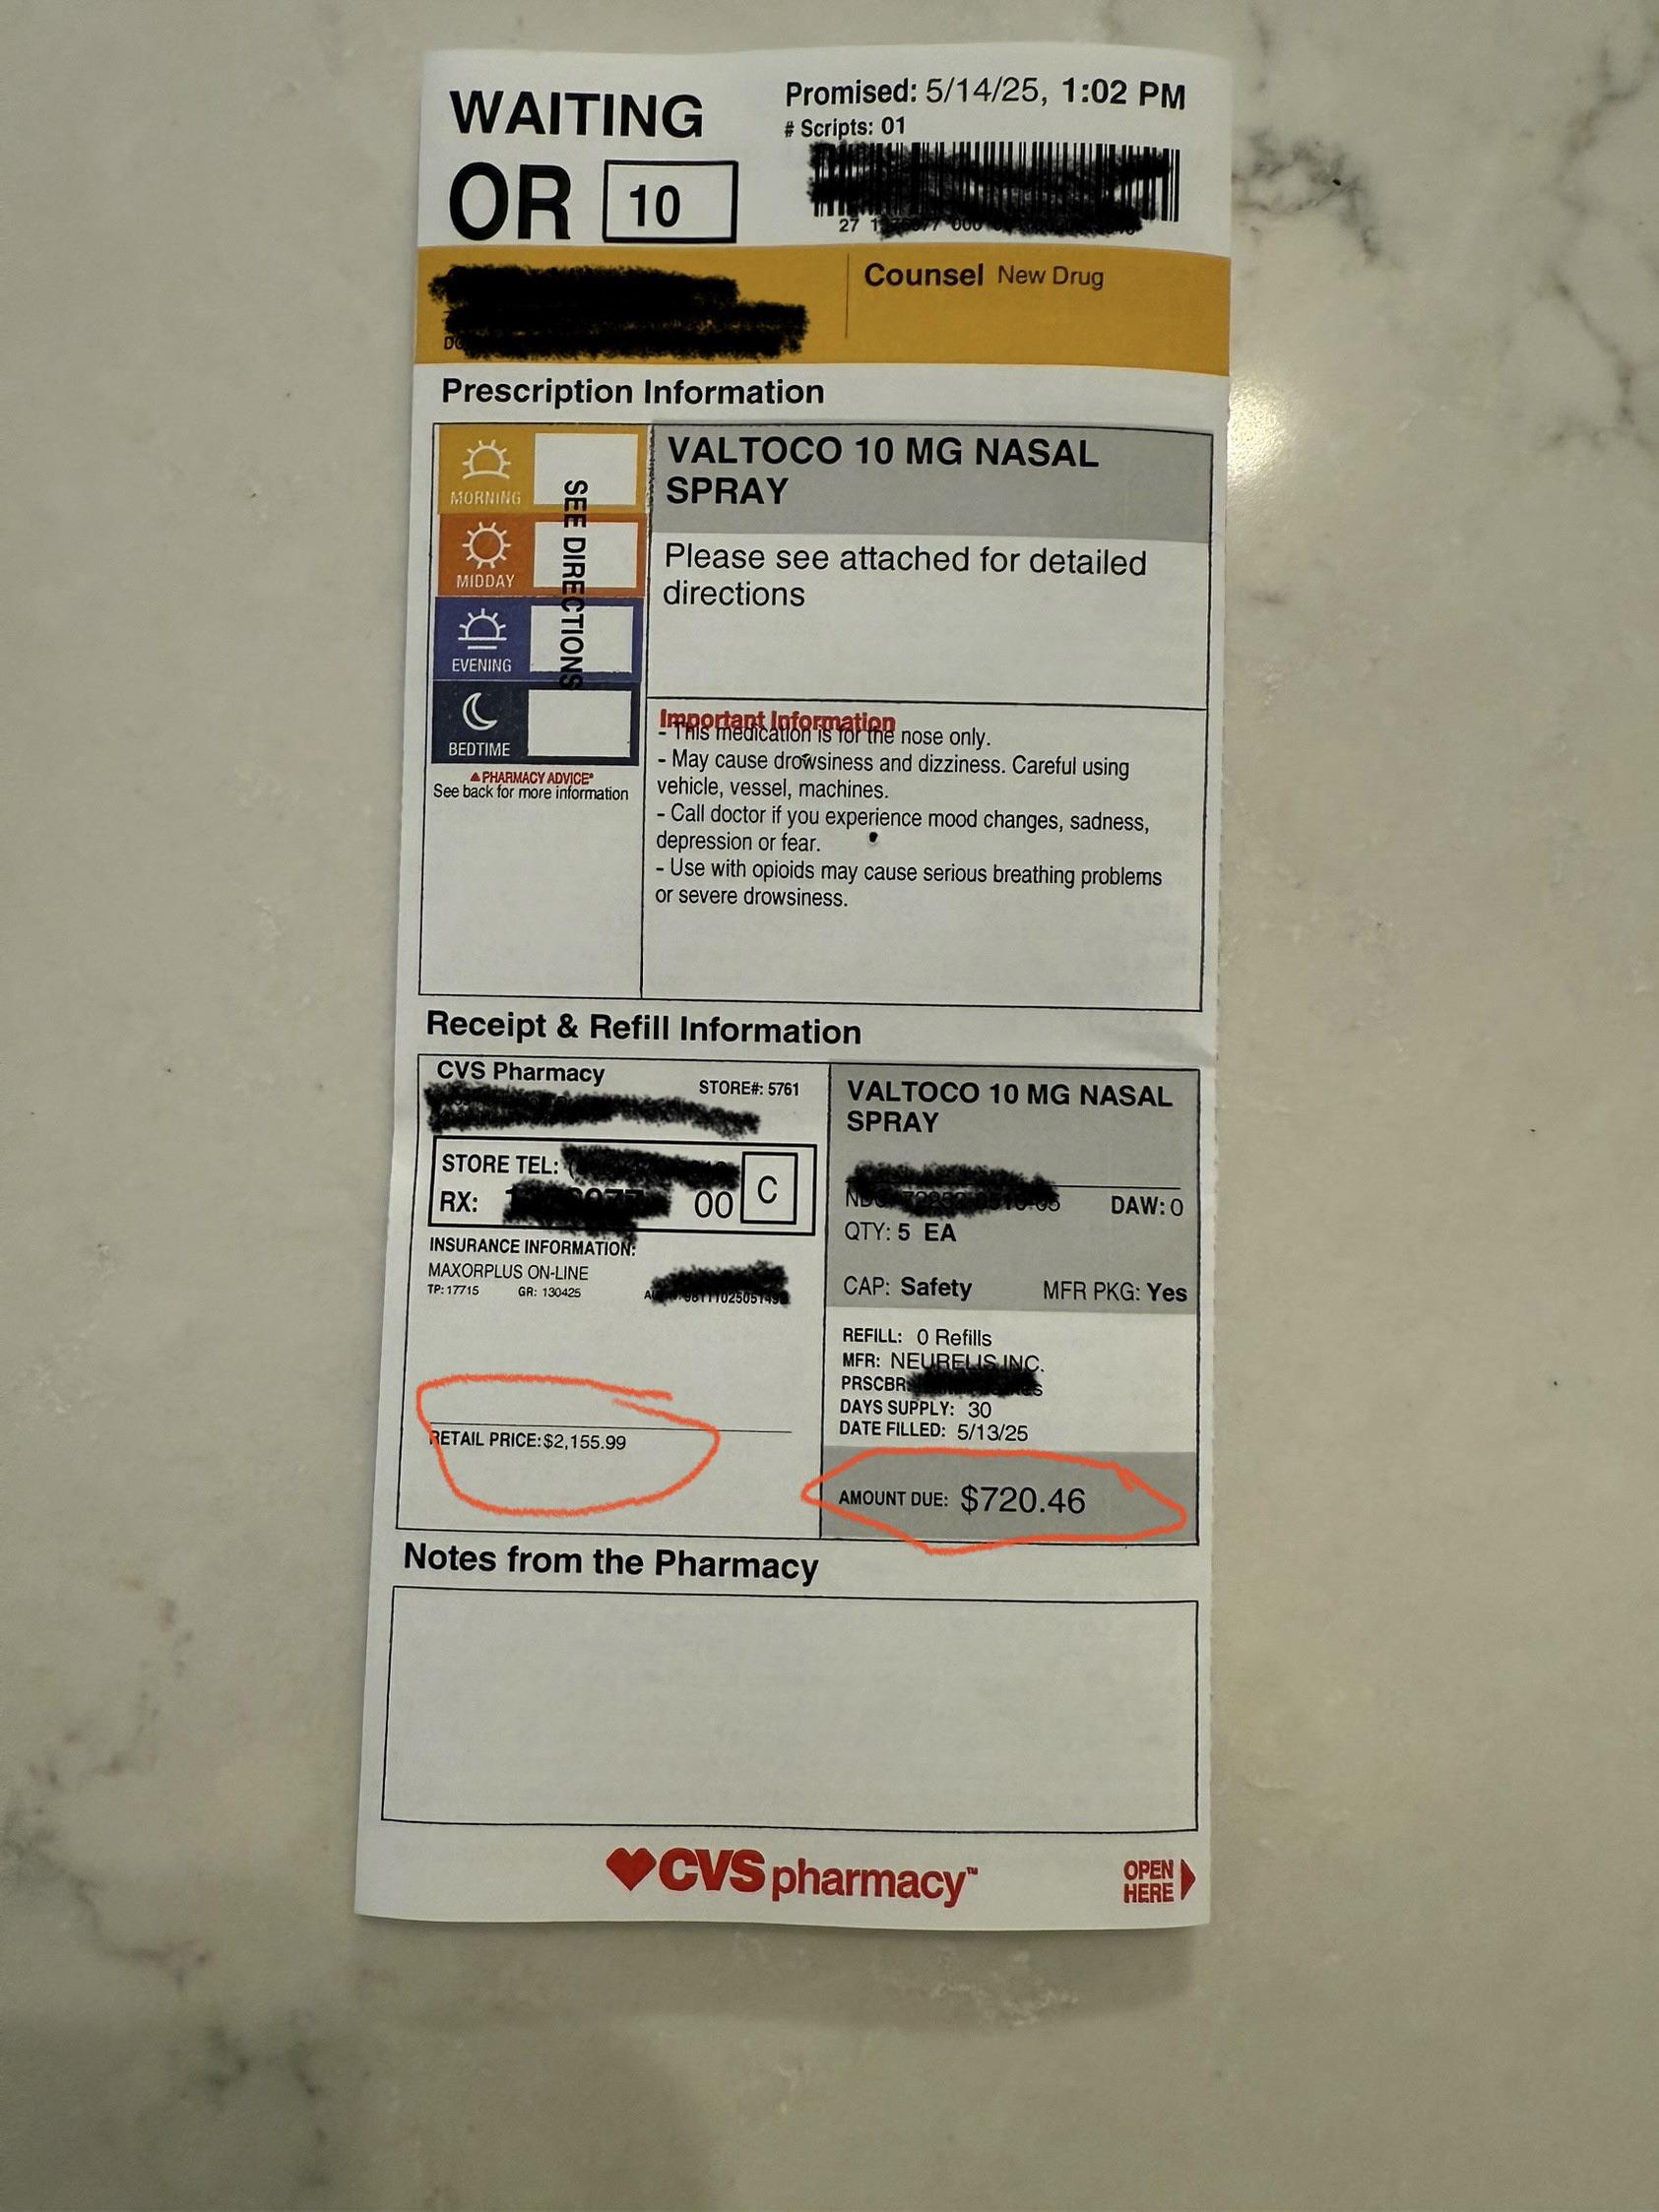 WAITING
OR 10
Promised: 5/14/25, 1:02 PM
# Scripts: 01
27
Counsel New Drug
Prescription Information
MORNING
MIDDAY
EVENING
BEDTIME
SEE DIRECTIONS
PHARMACY ADVICE®
See back for more information
VALTOCO 10 MG NASAL
SPRAY
Please see attached for detailed
directions
Important Information
- This medication is for the nose only.
- May cause drowsiness and dizziness. Careful using
vehicle, vessel, machines.
- Call doctor if you experience mood changes, sadness,
depression or fear.
- Use with opioids may cause serious breathing problems
or severe drowsiness.
Receipt & Refill Information
CVS Pharmacy
STORE#: 5761
STORE TEL:
RX: 00 C
INSURANCE INFORMATION:
MAXORPLUS ON-LINE
TP: 17715 GR: 130425
RETAIL PRICE: $2,155.99
VALTOCO 10 MG NASAL
SPRAY
DAW: 0
QTY: 5 EA
CAP: Safety MFR PKG: Yes
REFILL: 0 Refills
MFR: NEURELIS INC.
PRSCBR:
DAYS SUPPLY: 30
DATE FILLED: 5/13/25
AMOUNT DUE: $720.46
Notes from the Pharmacy
CVS pharmacy™
OPEN
HERE